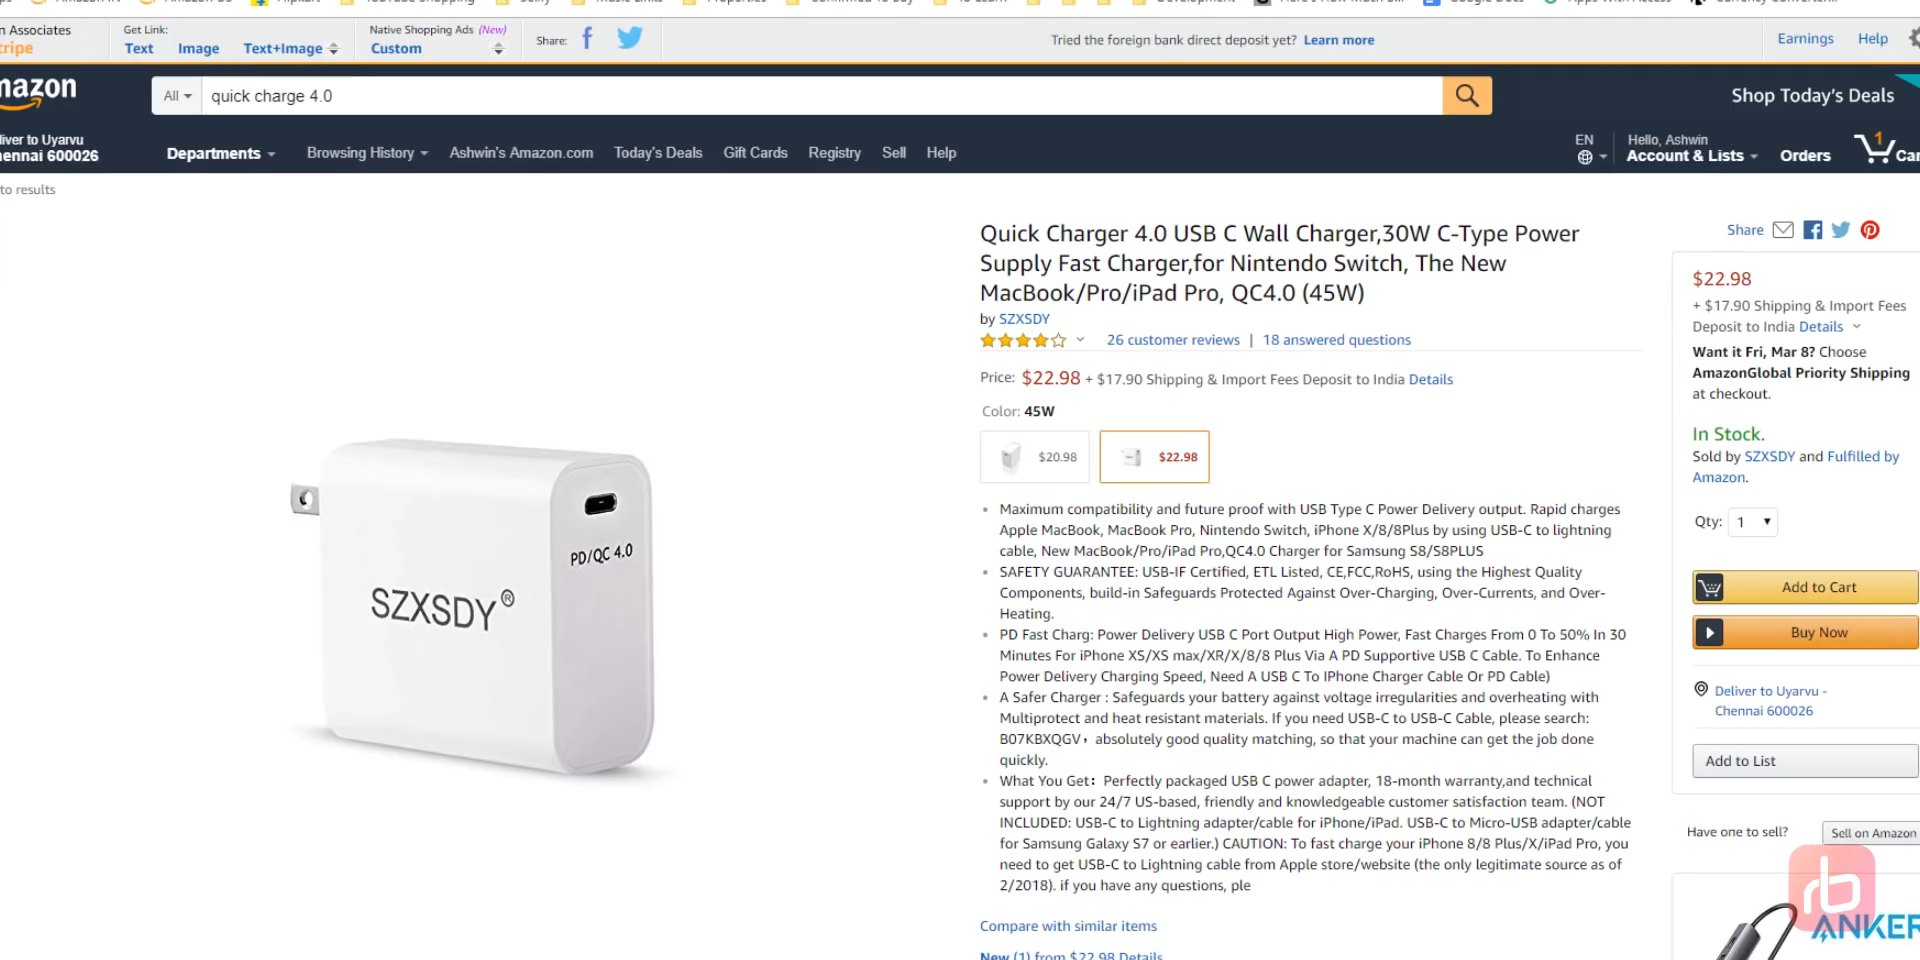 Associates
Get Link:
Text Image Text+Image
Native Shopping Ads (New)
Custom
Share:
Tried the foreign bank direct deposit yet? Learn more
Earnings Help
All
quick charge 4.0
Shop Today's Deals
Uyarvu
600026
Departments
Browsing History
Ashwin's Amazon.com
Today's Deals
Gift Cards
Registry
Sell
Help
EN
Hello, Ashwin
Account & Lists
Orders
1
to results
SZXSDY®
PD/QC 4.0
Quick Charger 4.0 USB C Wall Charger,30W C-Type Power
Supply Fast Charger,for Nintendo Switch, The New
MacBook/Pro/iPad Pro, QC4.0 (45W)
by SZXSDY
26 customer reviews | 18 answered questions
Price: $22.98 + $17.90 Shipping & Import Fees Deposit to India Details
Color: 45W
$20.98
$22.98
• Maximum compatibility and future proof with USB Type C Power Delivery output. Rapid charges
Apple MacBook, MacBook Pro, Nintendo Switch, iPhone X/8/8Plus by using USB-C to lightning
cable, New MacBook/Pro/iPad Pro,QC4.0 Charger for Samsung S8/S8PLUS
• SAFETY GUARANTEE: USB-IF Certified, ETL Listed, CE,FCC,RoHS, using the Highest Quality
Components, build-in Safeguards Protected Against Over-Charging, Over-Currents, and Over-
Heating.
• PD Fast Charg: Power Delivery USB C Port Output High Power, Fast Charges From 0 To 50% In 30
Minutes For iPhone XS/XS max/XR/X/8/8 Plus Via A PD Supportive USB C Cable. To Enhance
Power Delivery Charging Speed, Need A USB C To IPhone Charger Cable Or PD Cable)
• A Safer Charger : Safeguards your battery against voltage irregularities and overheating with
Multiprotect and heat resistant materials. If you need USB-C to USB-C Cable, please search:
B07KBXQGV，absolutely good quality matching, so that your machine can get the job done
quickly.
• What You Get：Perfectly packaged USB C power adapter, 18-month warranty,and technical
support by our 24/7 US-based, friendly and knowledgeable customer satisfaction team. (NOT
INCLUDED: USB-C to Lightning adapter/cable for iPhone/iPad. USB-C to Micro-USB adapter/cable
for Samsung Galaxy S7 or earlier.) CAUTION: To fast charge your iPhone 8/8 Plus/X/iPad Pro, you
need to get USB-C to Lightning cable from Apple store/website (the only legitimate source as of
2/2018). if you have any questions, ple
Compare with similar items
New (1) from $22.98 Details
Share
$22.98
+ $17.90 Shipping & Import Fees
Deposit to India Details
Want it Fri, Mar 8? Choose
AmazonGlobal Priority Shipping
at checkout.
In Stock.
Sold by SZXSDY and Fulfilled by
Amazon.
Qty: 1
Add to Cart
Buy Now
Deliver to Uyarvu -
Chennai 600026
Add to List
Have one to sell?
Sell on Amazon
rb
ANKER